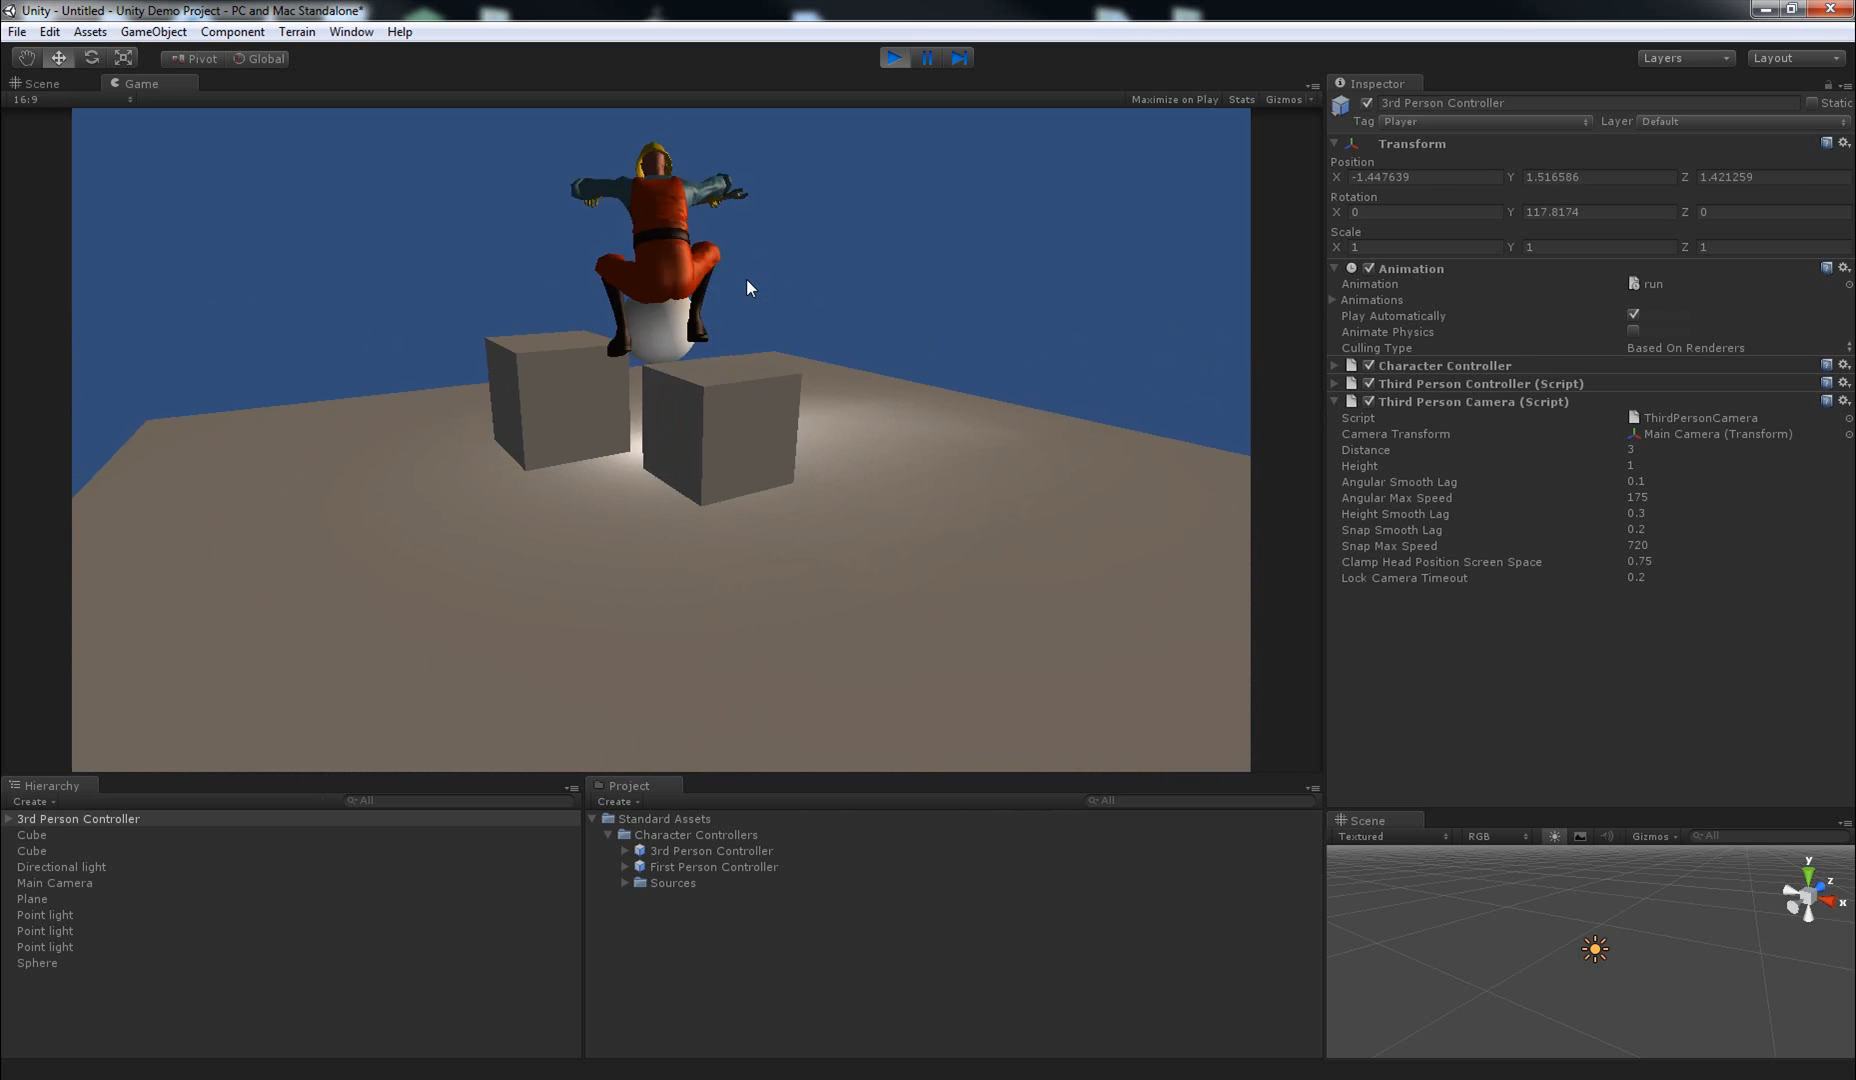 Unity - Untitled - Unity Demo Project - PC and Mac Standalone*
File Edit Assets GameObject Component Terrain Window Help
Pivot Global Layers Layout
Scene Game
16:9 Maximize on Play Stats Gizmos
Inspector
3rd Person Controller Static
Tag Player Layer Default
Transform
Position
X -1.447639 Y 1.516586 Z 1.421259
Rotation
X 0 Y 117.8174 Z 0
Scale
X 1 Y 1 Z 1
Animation
Animation run
Animations
Play Automatically
Animate Physics
Culling Type Based On Renderers
Character Controller
Third Person Controller (Script)
Third Person Camera (Script)
Script ThirdPersonCamera
Camera Transform Main Camera (Transform)
Distance 3
Height 1
Angular Smooth Lag 0.1
Angular Max Speed 175
Height Smooth Lag 0.3
Snap Smooth Lag 0.2
Snap Max Speed 720
Clamp Head Position Screen Space 0.75
Lock Camera Timeout 0.2
Hierarchy
Create All
3rd Person Controller
Cube
Cube
Directional light
Main Camera
Plane
Point light
Point light
Point light
Sphere
Project
Create All
Standard Assets
Character Controllers
3rd Person Controller
First Person Controller
Sources
Scene
Textured RGB Gizmos All
y
z
x